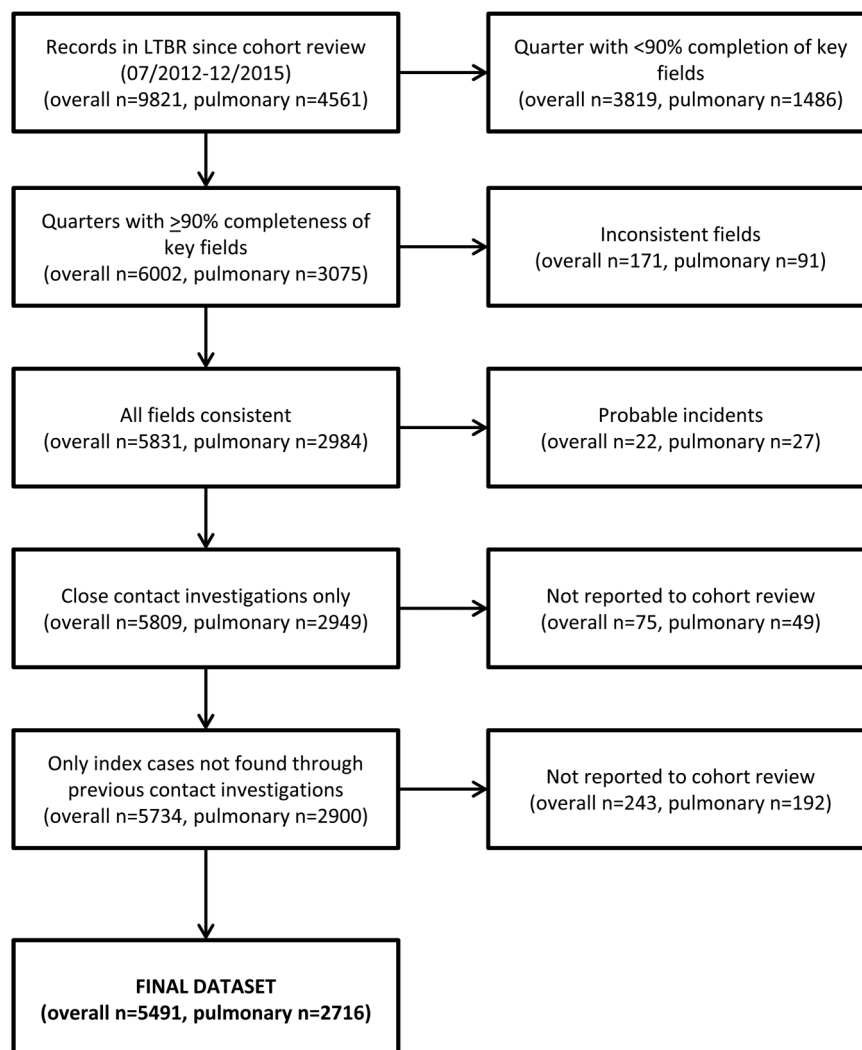 Records in LTBR since cohort review
(07/2012-12/2015)
(overall n=9821, pulmonary n=4561)
Quarter with <90% completion of key
fields
(overall n=3819, pulmonary n=1486)
Quarters with ≥90% completeness of
key fields
(overall n=6002, pulmonary n=3075)
Inconsistent fields
(overall n=171, pulmonary n=91)
All fields consistent
(overall n=5831, pulmonary n=2984)
Probable incidents
(overall n=22, pulmonary n=27)
Close contact investigations only
(overall n=5809, pulmonary n=2949)
Not reported to cohort review
(overall n=75, pulmonary n=49)
Only index cases not found through
previous contact investigations
(overall n=5734, pulmonary n=2900)
Not reported to cohort review
(overall n=243, pulmonary n=192)
FINAL DATASET
(overall n=5491, pulmonary n=2716)